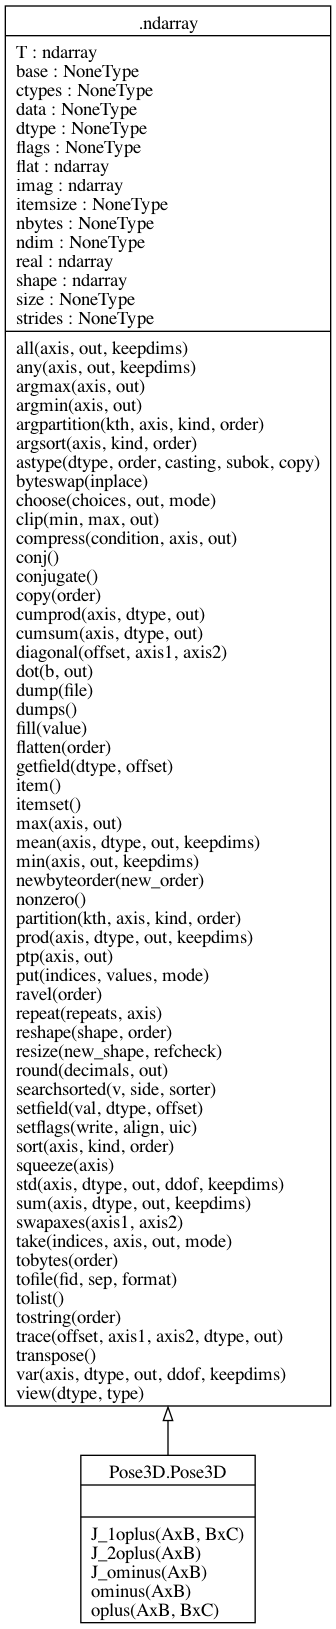 .ndarray
T : ndarray
base : NoneType
ctypes : NoneType
data : NoneType
dtype : NoneType
flags : NoneType
flat : ndarray
imag : ndarray
itemsize : NoneType
nbytes : NoneType
ndim : NoneType
real : ndarray
shape : ndarray
size : NoneType
strides : NoneType
all(axis, out, keepdims)
any(axis, out, keepdims)
argmax(axis, out)
argmin(axis, out)
argpartition(kth, axis, kind, order)
argsort(axis, kind, order)
astype(dtype, order, casting, subok, copy)
byteswap(inplace)
choose(choices, out, mode)
clip(min, max, out)
compress(condition, axis, out)
conj()
conjugate()
copy(order)
cumprod(axis, dtype, out)
cumsum(axis, dtype, out)
diagonal(offset, axis1, axis2)
dot(b, out)
dump(file)
dumps()
fill(value)
flatten(order)
getfield(dtype, offset)
item()
itemset()
max(axis, out)
mean(axis, dtype, out, keepdims)
min(axis, out, keepdims)
newbyteorder(new_order)
nonzero()
partition(kth, axis, kind, order)
prod(axis, dtype, out, keepdims)
ptp(axis, out)
put(indices, values, mode)
ravel(order)
repeat(repeats, axis)
reshape(shape, order)
resize(new_shape, refcheck)
round(decimals, out)
searchsorted(v, side, sorter)
setfield(val, dtype, offset)
setflags(write, align, uic)
sort(axis, kind, order)
squeeze(axis)
std(axis, dtype, out, ddof, keepdims)
sum(axis, dtype, out, keepdims)
swapaxes(axis1, axis2)
take(indices, axis, out, mode)
tobytes(order)
tofile(fid, sep, format)
tolist()
tostring(order)
trace(offset, axis1, axis2, dtype, out)
transpose()
var(axis, dtype, out, ddof, keepdims)
view(dtype, type)
Pose3D.Pose3D
J_1oplus(AxB, BxC)
J_2oplus(AxB)
J_ominus(AxB)
ominus(AxB)
oplus(AxB, BxC)